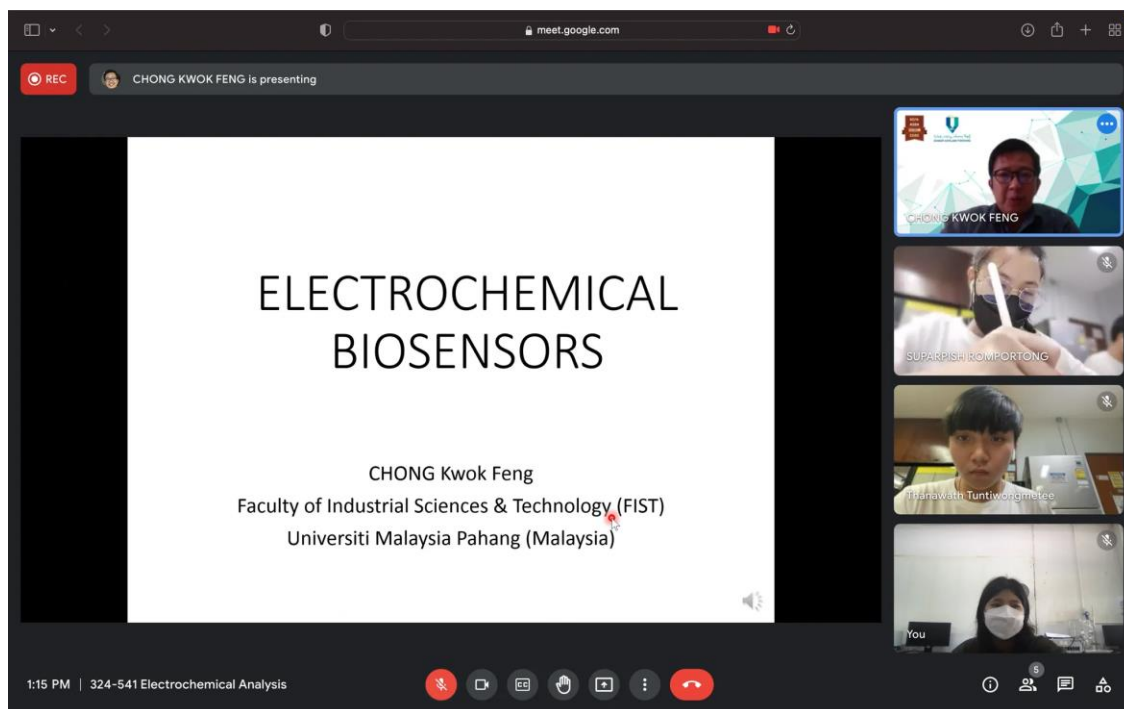 meet.google.com
REC
CHONG KWOK FENG is presenting
ELECTROCHEMICAL
BIOSENSORS
CHONG Kwok Feng
Faculty of Industrial Sciences & Technology (FIST)
Universiti Malaysia Pahang (Malaysia)
CHONG KWOK FENG
SUPARPISH ROMPORTONG
Thanawath Tuntiwongmetee
You
1:15 PM | 324-541 Electrochemical Analysis
CC
5